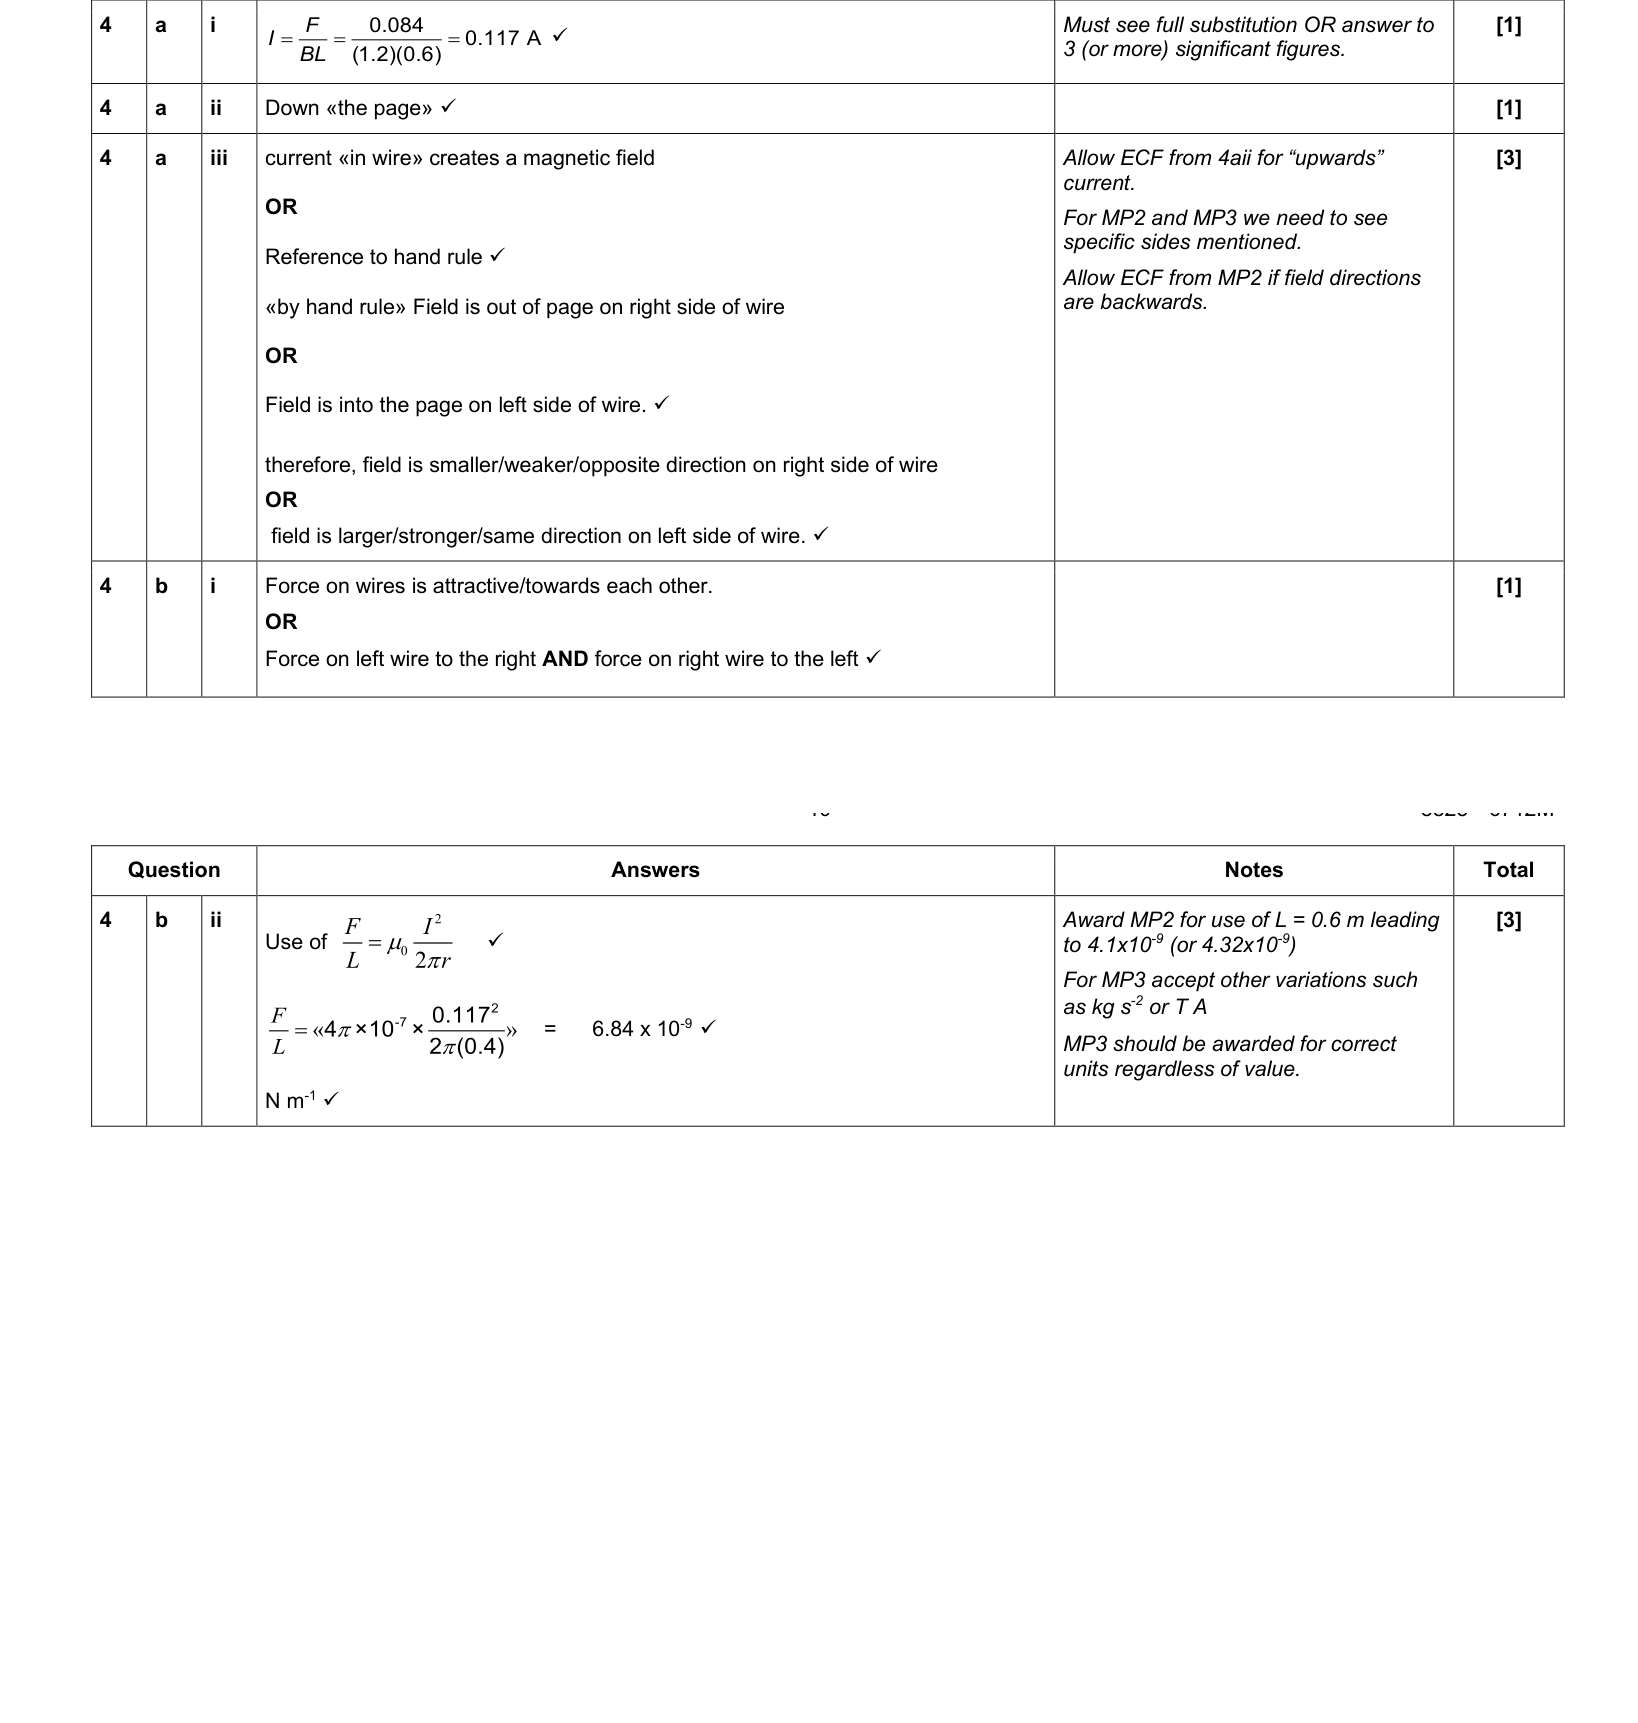 4 a i I = F/BL = 0.084/(1.2)(0.6) = 0.117 A ✓ Must see full substitution OR answer to [1]
3 (or more) significant figures.
4 a ii Down «the page» ✓ [1]
4 a iii current «in wire» creates a magnetic field Allow ECF from 4aii for “upwards” [3]
current.
OR For MP2 and MP3 we need to see
specific sides mentioned.
Reference to hand rule ✓ Allow ECF from MP2 if field directions
are backwards.
«by hand rule» Field is out of page on right side of wire
OR
Field is into the page on left side of wire. ✓
therefore, field is smaller/weaker/opposite direction on right side of wire
OR
field is larger/stronger/same direction on left side of wire. ✓
4 b i Force on wires is attractive/towards each other. [1]
OR
Force on left wire to the right AND force on right wire to the left ✓
Question Answers Notes Total
4 b ii Use of F/L = μ₀ I²/2πr ✓ Award MP2 for use of L = 0.6 m leading [3]
to 4.1x10⁻⁹ (or 4.32x10⁻⁹)
For MP3 accept other variations such
as kg s⁻² or T A
F/L = «4π×10⁻⁷ × 0.117²/2π(0.4)» = 6.84 x 10⁻⁹ ✓
MP3 should be awarded for correct
units regardless of value.
N m⁻¹ ✓